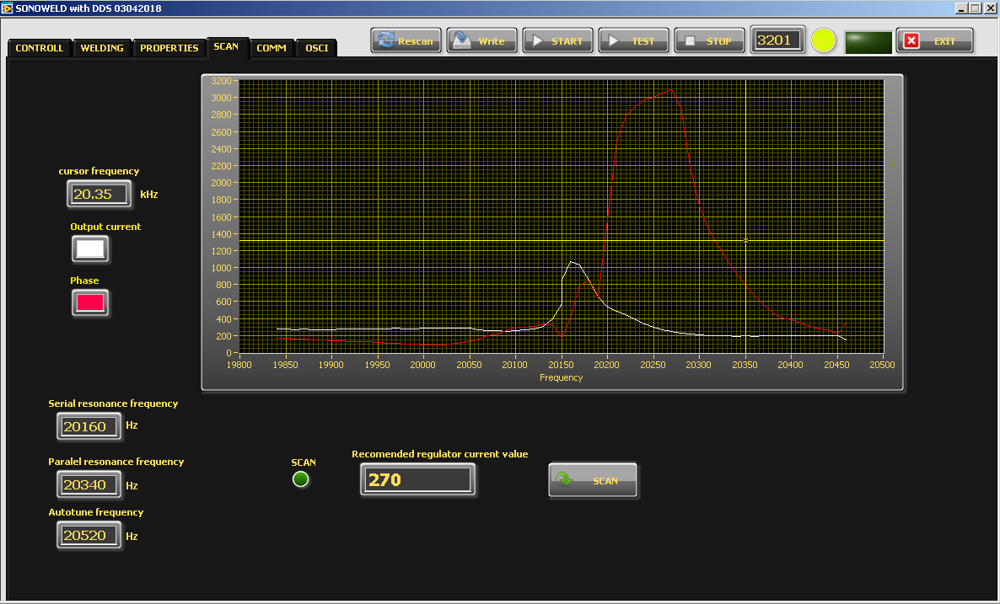 SONOWELD with DDS 03042018
CONTROLL WELDING PROPERTIES SCAN COMM OSCI
Rescan Write START TEST STOP 3201 EXIT
cursor frequency
20.35 kHz
Output current
Phase
3200
3000
2800
2600
2400
2200
2000
1800
1600
1400
1200
1000
800
600
400
200
0
19800 19850 19900 19950 20000 20050 20100 20150 20200 20250 20300 20350 20400 20450 20500
Frequency
Serial resonance frequency
20160 Hz
Paralel resonance frequency
20340 Hz
Autotune frequency
20520 Hz
SCAN
Recomended regulator current value
270
SCAN